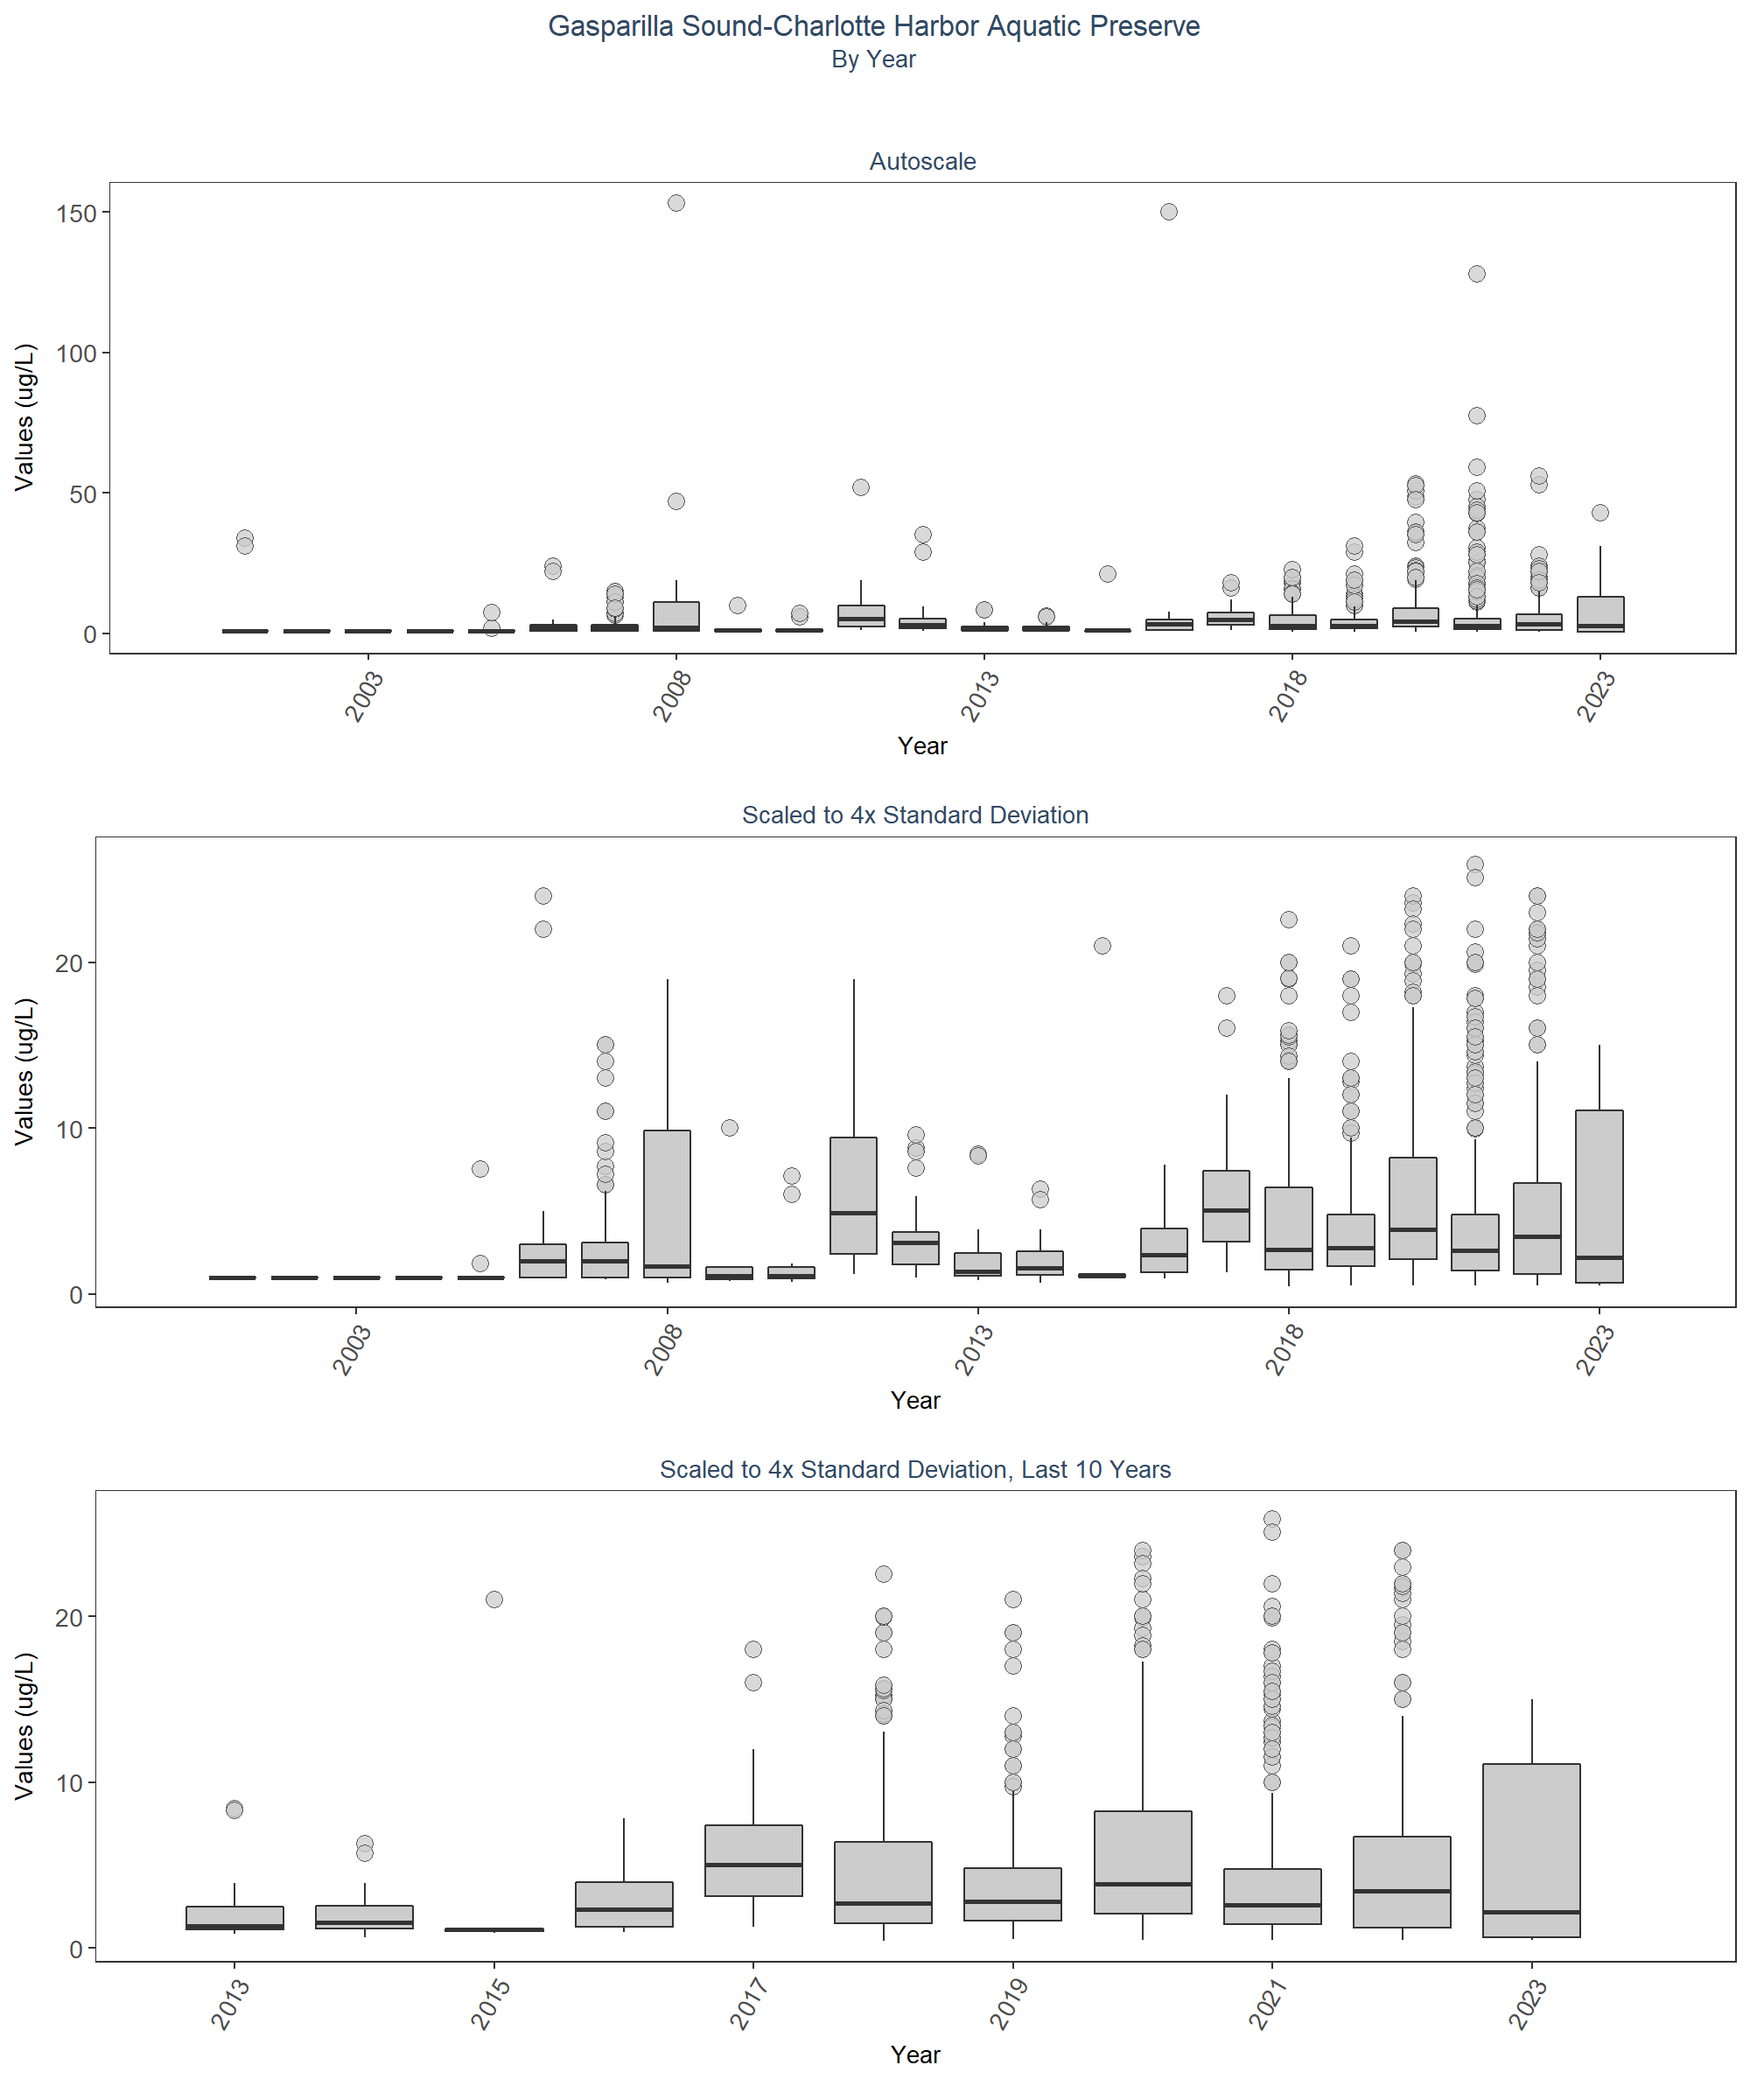 Gasparilla Sound-Charlotte Harbor Aquatic Preserve
By Year
Autoscale
Values (ug/L)
150
100
50
0
2003
2008
2013
2018
2023
Year
Scaled to 4x Standard Deviation
Values (ug/L)
20
10
0
2003
2008
2013
2018
2023
Year
Scaled to 4x Standard Deviation, Last 10 Years
Values (ug/L)
20
10
0
2013
2015
2017
2019
2021
2023
Year